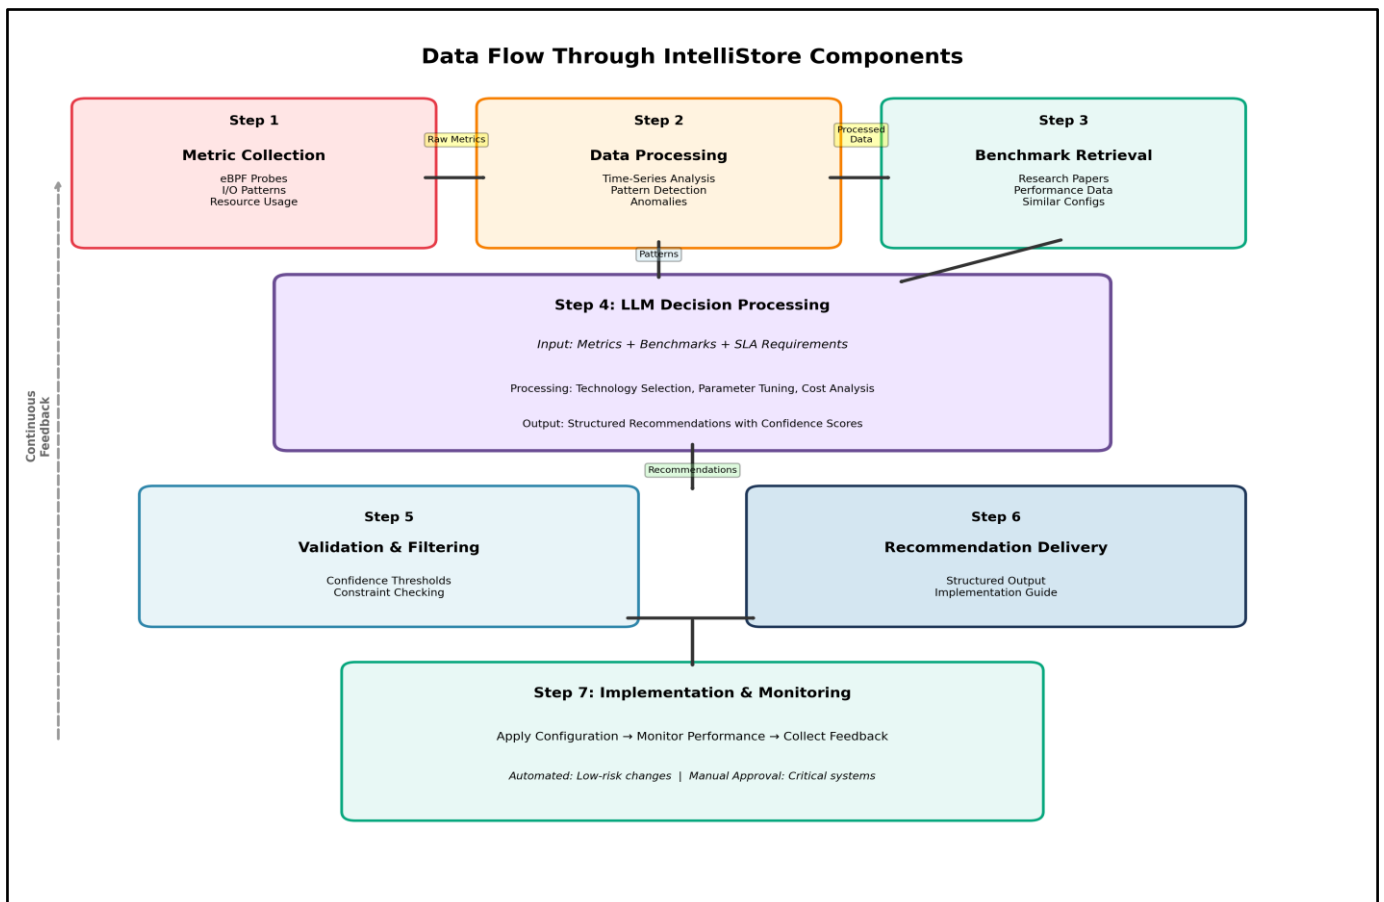 Data Flow Through IntelliStore Components
Step 1
Metric Collection
eBPF Probes
I/O Patterns
Resource Usage
Raw Metrics
Step 2
Data Processing
Time-Series Analysis
Pattern Detection
Anomalies
Processed
Data
Step 3
Benchmark Retrieval
Research Papers
Performance Data
Similar Configs
Patterns
Step 4: LLM Decision Processing
Input: Metrics + Benchmarks + SLA Requirements
Processing: Technology Selection, Parameter Tuning, Cost Analysis
Output: Structured Recommendations with Confidence Scores
Continuous
Feedback
Recommendations
Step 5
Validation & Filtering
Confidence Thresholds
Constraint Checking
Step 6
Recommendation Delivery
Structured Output
Implementation Guide
Step 7: Implementation & Monitoring
Apply Configuration → Monitor Performance → Collect Feedback
Automated: Low-risk changes | Manual Approval: Critical systems